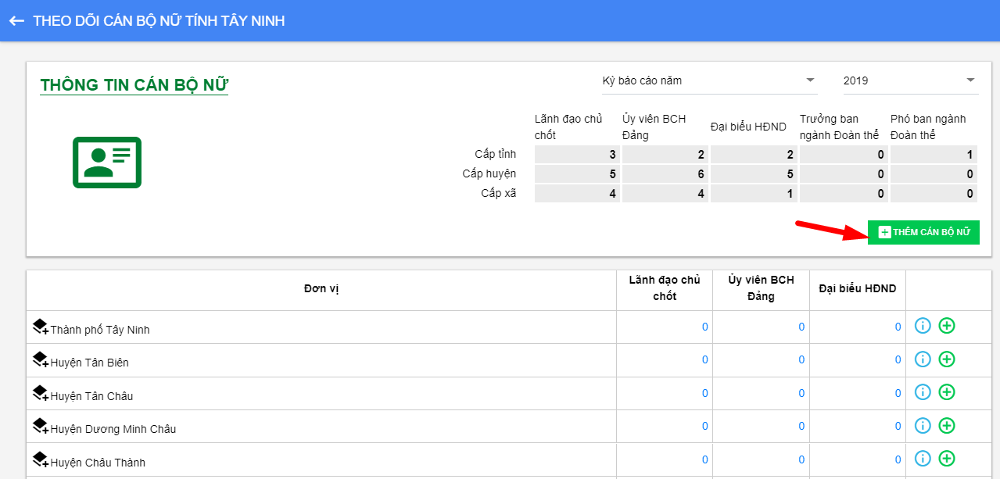 THEO DÕI CÁN BỘ NỮ TỈNH TÂY NINH
THÔNG TIN CÁN BỘ NỮ
Kỳ báo cáo năm 2019
Lãnh đạo chủ chốt Ủy viên BCH Đảng Đại biểu HĐND Trưởng ban ngành Đoàn thể Phó ban ngành Đoàn thể
Cấp tỉnh 3 2 2 0 1
Cấp huyện 5 6 5 0 0
Cấp xã 4 4 1 0 0
THÊM CÁN BỘ NỮ
Đơn vị Lãnh đạo chủ chốt Ủy viên BCH Đảng Đại biểu HĐND
Thành phố Tây Ninh 0 0 0
Huyện Tân Biên 0 0 0
Huyện Tân Châu 0 0 0
Huyện Dương Minh Châu 0 0 0
Huyện Châu Thành 0 0 0